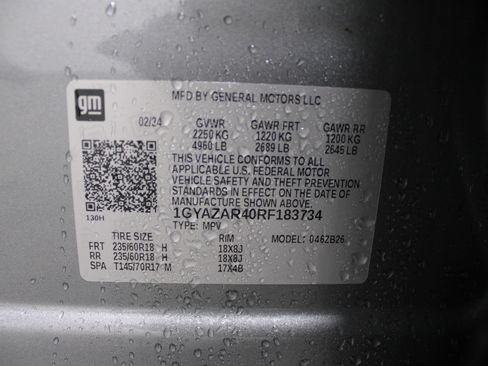 gm
MFD BY GENERAL MOTORS LLC
02/24 GVWR GAWR FRT GAWR RR
2250 KG 1220 KG 1200 KG
4960 LB 2689 LB 2645 LB
THIS VEHICLE CONFORMS TO ALL
APPLICABLE U.S. FEDERAL MOTOR
VEHICLE SAFETY AND THEFT PREVENTION
STANDARDS IN EFFECT ON THE DATE OF
MANUFACTURE SHOWN ABOVE.
130H 1GYAZAR40RF183734
TYPE: MPV
TIRE SIZE RIM MODEL: 0462B26
FRT 235/60R18 H 18X8J
RR 235/60R18 H 18X8J
SPA T145/70R17 M 17X4B